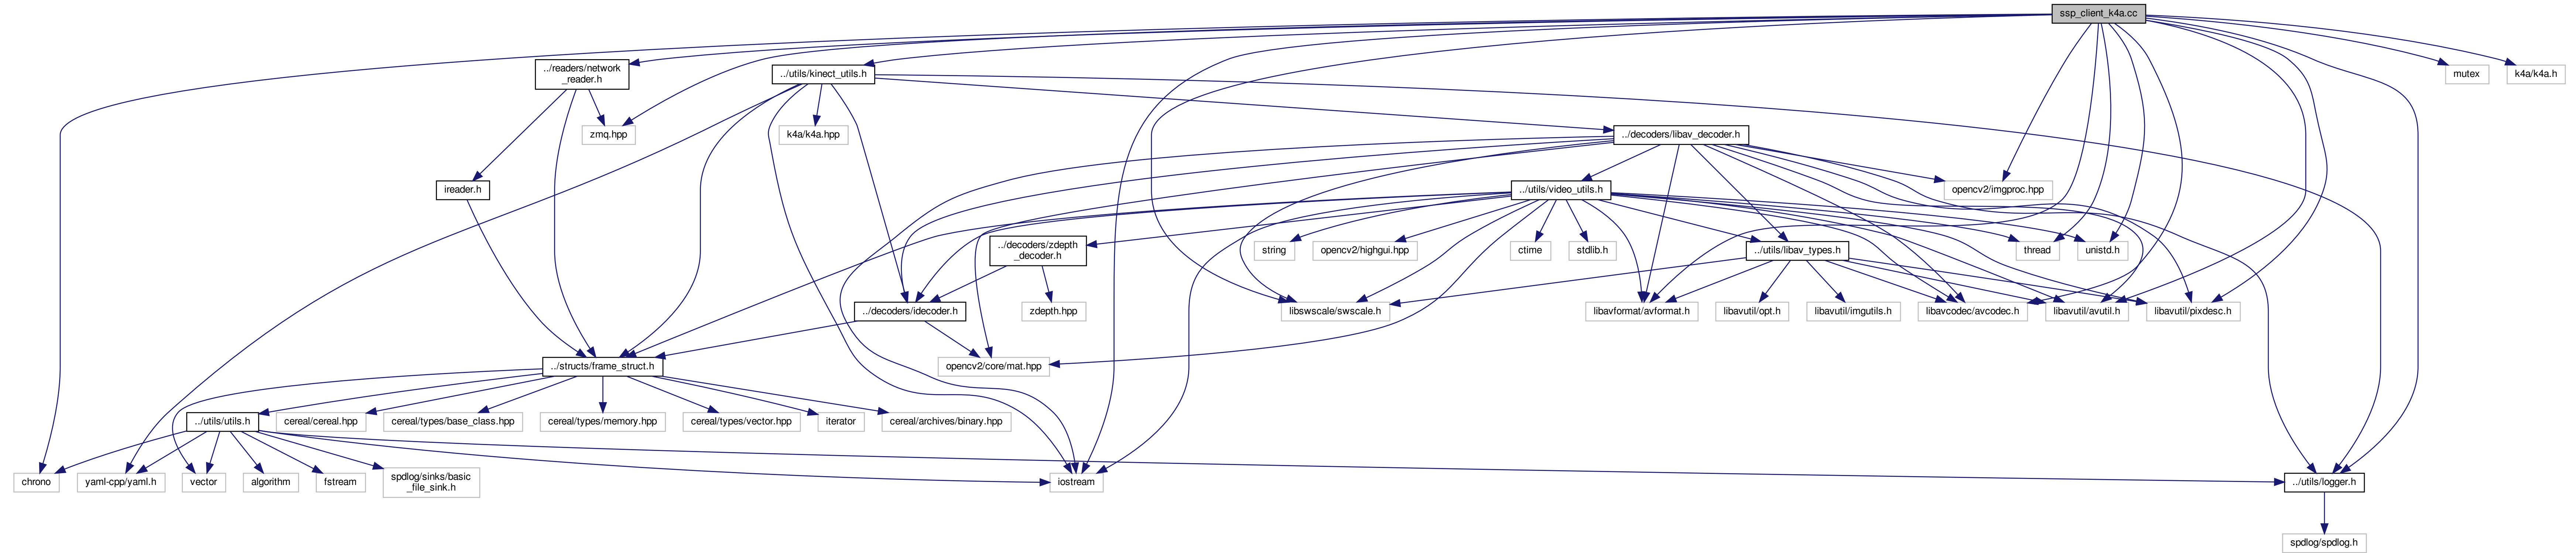 ssp_client_k4a.cc
../readers/network
_reader.h
../utils/kinect_utils.h
mutex
k4a/k4a.h
zmq.hpp
k4a/k4a.hpp
../decoders/libav_decoder.h
ireader.h
../utils/video_utils.h
opencv2/imgproc.hpp
../decoders/zdepth
_decoder.h
string
opencv2/highgui.hpp
ctime
stdlib.h
../utils/libav_types.h
thread
unistd.h
../decoders/idecoder.h
zdepth.hpp
libswscale/swscale.h
libavformat/avformat.h
libavutil/opt.h
libavutil/imgutils.h
libavcodec/avcodec.h
libavutil/avutil.h
libavutil/pixdesc.h
../structs/frame_struct.h
opencv2/core/mat.hpp
../utils/utils.h
cereal/cereal.hpp
cereal/types/base_class.hpp
cereal/types/memory.hpp
cereal/types/vector.hpp
iterator
cereal/archives/binary.hpp
chrono
yaml-cpp/yaml.h
vector
algorithm
fstream
spdlog/sinks/basic
_file_sink.h
iostream
../utils/logger.h
spdlog/spdlog.h